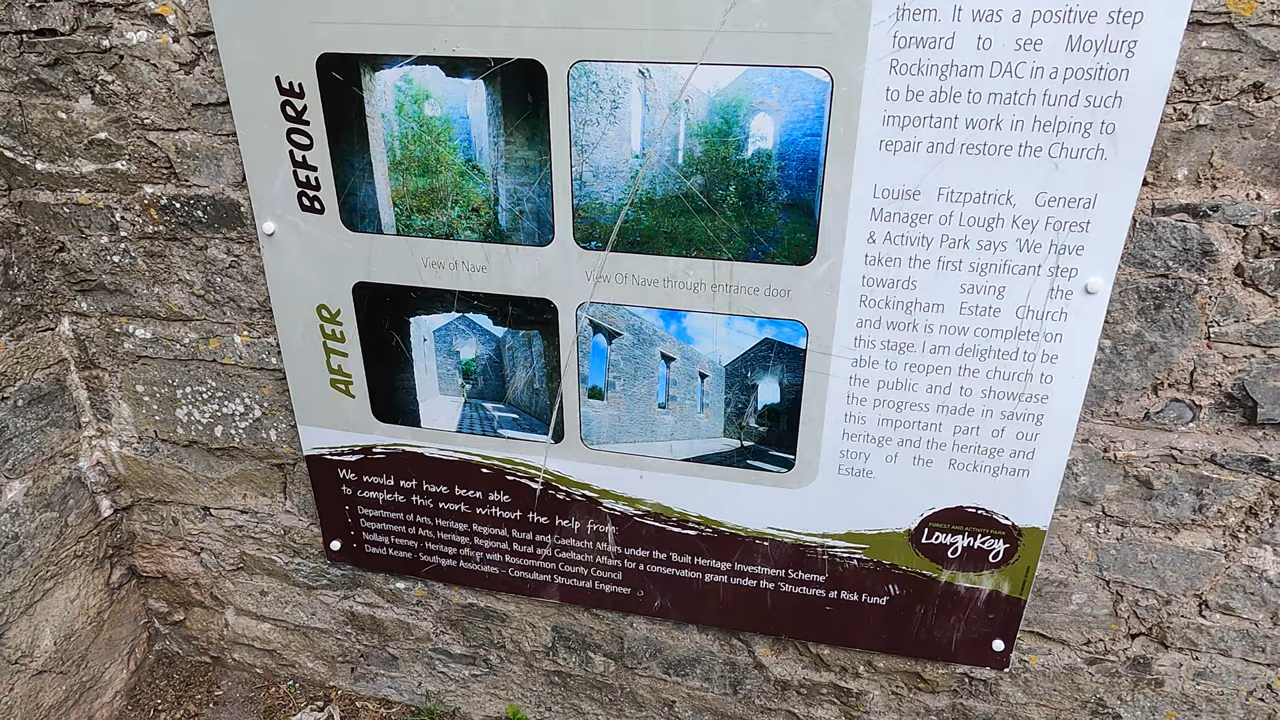 BEFORE
View of Nave
View Of Nave through entrance door
AFTER
them. It was a positive step
forward to see Moylurg
Rockingham DAC in a position
to be able to match fund such
important work in helping to
repair and restore the Church.
Louise Fitzpatrick, General
Manager of Lough Key Forest
& Activity Park says 'We have
taken the first significant step
towards saving the
Rockingham Estate Church
and work is now complete on
this stage. I am delighted to be
able to reopen the church to
the public and to showcase
the progress made in saving
this important part of our
heritage and the heritage and
story of the Rockingham
Estate.
We would not have been able
to complete this work without the help from:
• Department of Arts, Heritage, Regional, Rural and Gaeltacht Affairs under the 'Built Heritage Investment Scheme'
• Department of Arts, Heritage, Regional, Rural and Gaeltacht Affairs for a conservation grant under the 'Structures at Risk Fund'
• Nollaig Feeney - Heritage officer with Roscommon County Council
• David Keane - Southgate Associates – Consultant Structural Engineer
FOREST AND ACTIVITY PARK
Lough Key